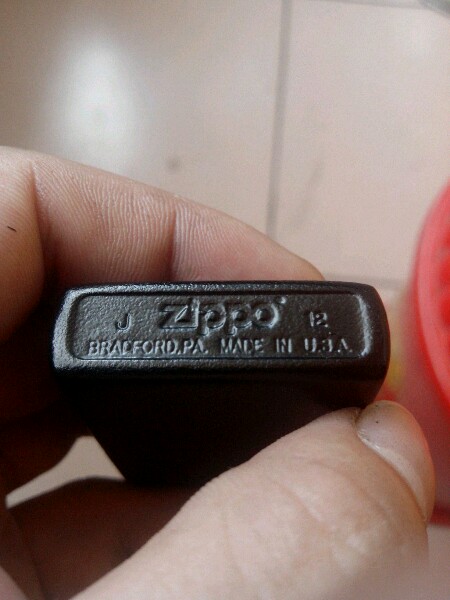 J Zippo 12
BRADFORD,PA. MADE IN U.S.A.